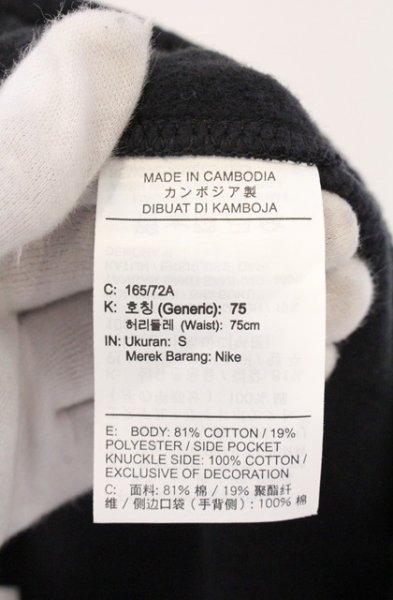 MADE IN CAMBODIA
カンボジア製
DIBUAT DI KAMBOJA
C: 165/72A
K: 호칭 (Generic): 75
허리둘레 (Waist): 75cm
IN: Ukuran: S
Merek Barang: Nike
E: BODY: 81% COTTON / 19%
POLYESTER / SIDE POCKET
KNUCKLE SIDE: 100% COTTON /
EXCLUSIVE OF DECORATION
C: 面料: 81% 棉 / 19% 聚酯纤
维 / 侧边口袋 (手背侧) : 100% 棉